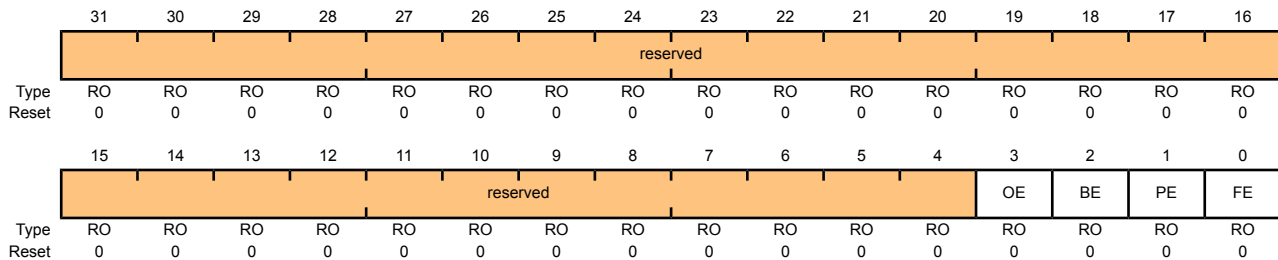 31 30 29 28 27 26 25 24 23 22 21 20 19 18 17 16
reserved
Type RO RO RO RO RO RO RO RO RO RO RO RO RO RO RO RO
Reset 0 0 0 0 0 0 0 0 0 0 0 0 0 0 0 0
15 14 13 12 11 10 9 8 7 6 5 4 3 2 1 0
reserved OE BE PE FE
Type RO RO RO RO RO RO RO RO RO RO RO RO RO RO RO RO
Reset 0 0 0 0 0 0 0 0 0 0 0 0 0 0 0 0